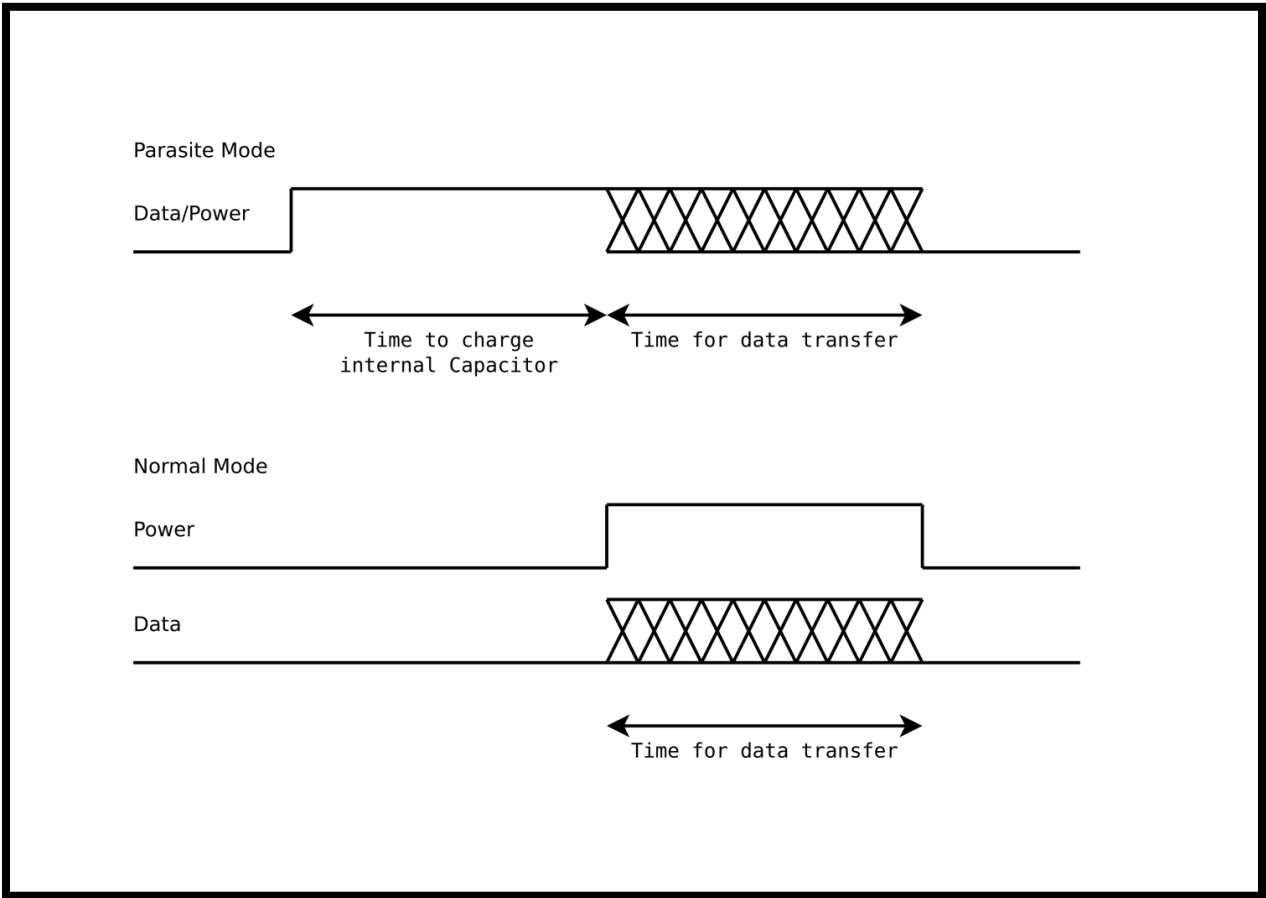 Parasite Mode
Data/Power
Time to charge
internal Capacitor
Time for data transfer
Normal Mode
Power
Data
Time for data transfer